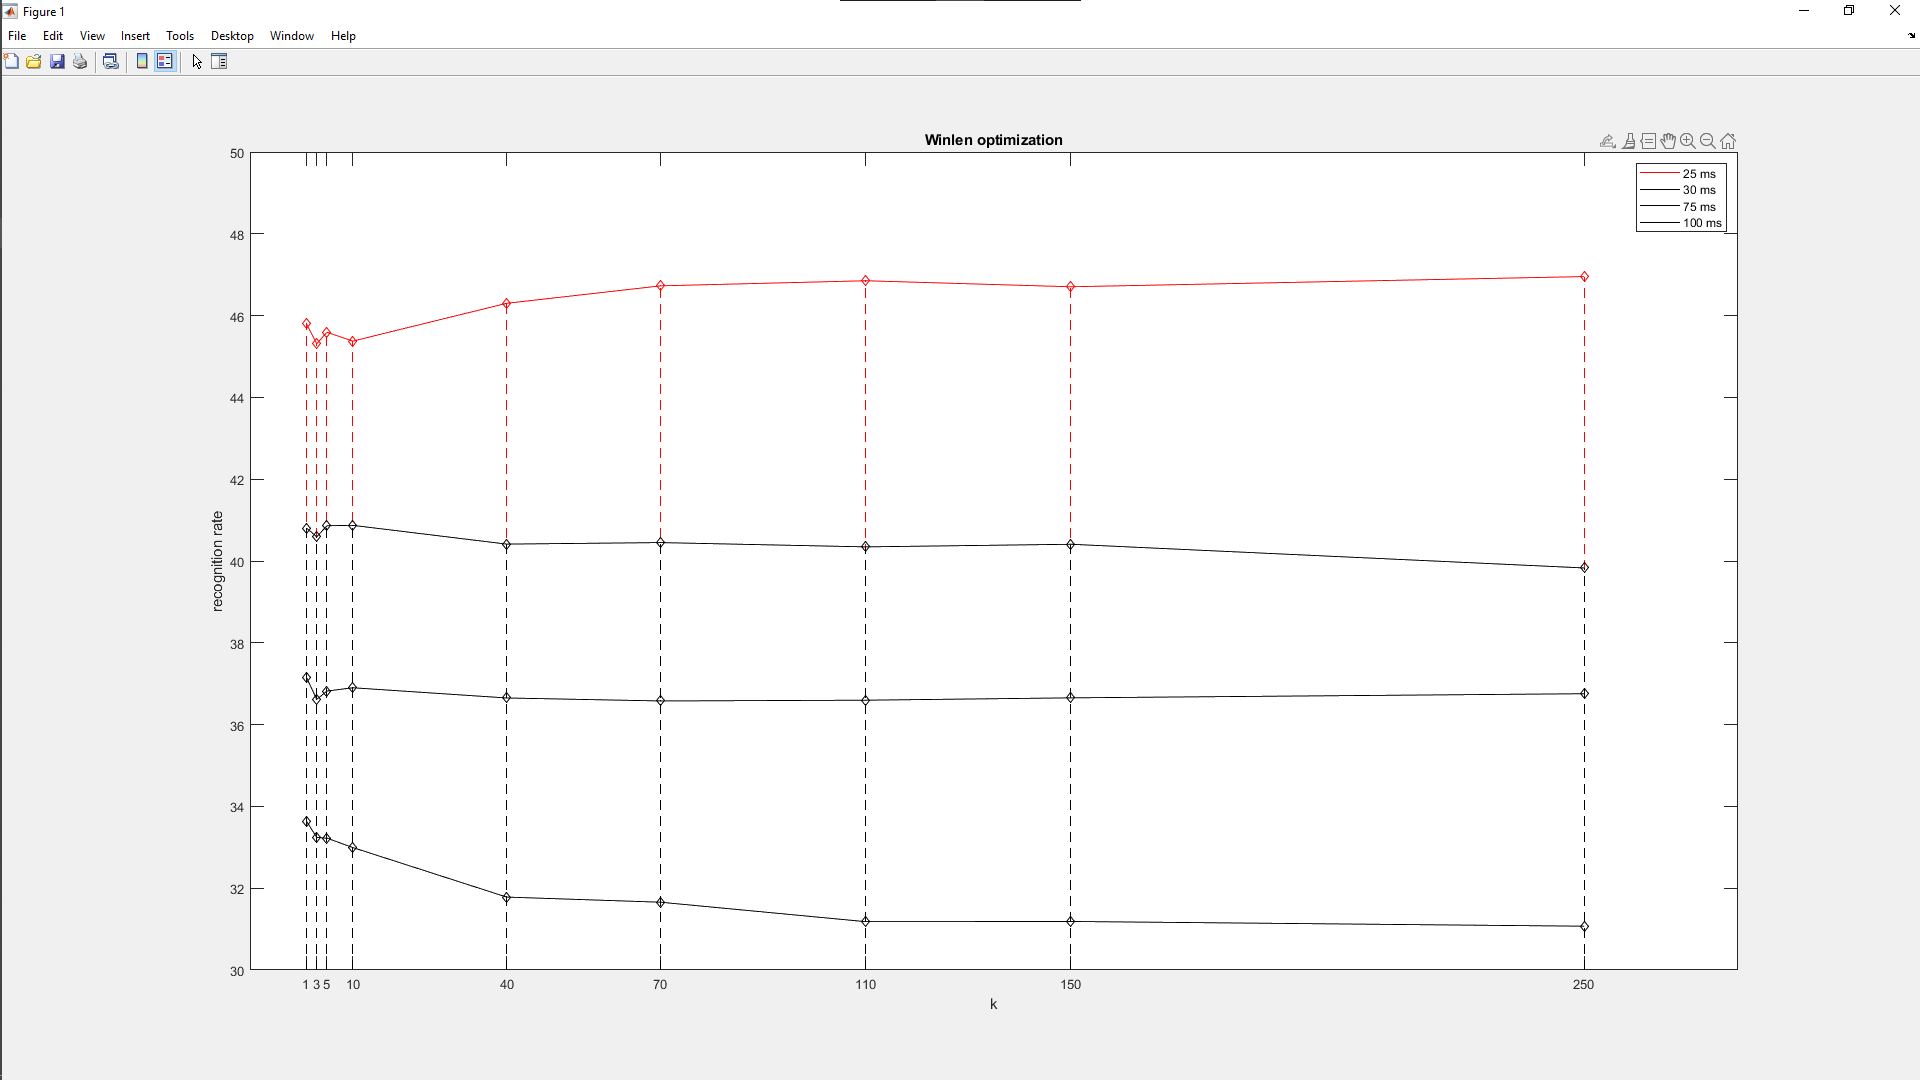 Figure 1
File Edit View Insert Tools Desktop Window Help
Winlen optimization
25 ms
30 ms
75 ms
100 ms
50
48
46
44
42
40
38
36
34
32
30
recognition rate
1 3 5 10 40 70 110 150 250
k